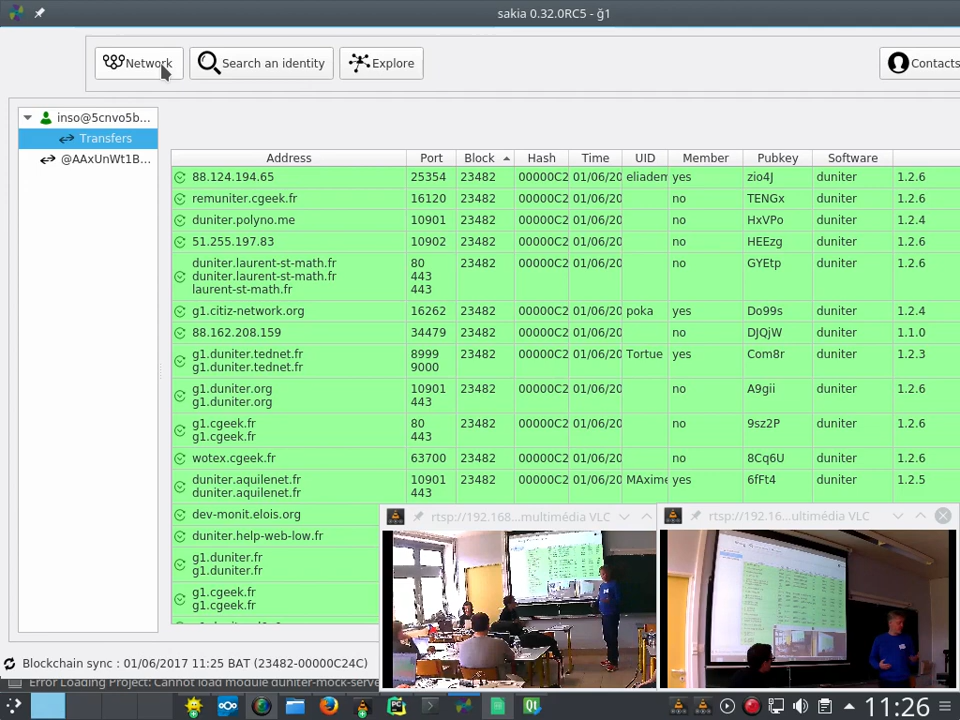 sakia 0.32.0RC5 - ğ1
Network
Search an identity
Explore
Contacts
inso@5cnvo5b...
Transfers
@AAxUnWt1B...
Address Port Block Hash Time UID Member Pubkey Software
88.124.194.65 25354 23482 00000C2 01/06/20 eliadem yes zio4J duniter 1.2.6
remuniter.cgeek.fr 16120 23482 00000C2 01/06/20 no TENGx duniter 1.2.6
duniter.polyno.me 10901 23482 00000C2 01/06/20 no HxVPo duniter 1.2.4
51.255.197.83 10902 23482 00000C2 01/06/20 no HEEzg duniter 1.2.6
duniter.laurent-st-math.fr 80 23482 00000C2 01/06/20 no GYEtp duniter 1.2.6
duniter.laurent-st-math.fr 443
laurent-st-math.fr 443
g1.citiz-network.org 16262 23482 00000C2 01/06/20 poka yes Do99s duniter 1.2.4
88.162.208.159 34479 23482 00000C2 01/06/20 no DJQjW duniter 1.1.0
g1.duniter.tednet.fr 8999 23482 00000C2 01/06/20 Tortue yes Com8r duniter 1.2.3
g1.duniter.tednet.fr 9000
g1.duniter.org 10901 23482 00000C2 01/06/20 no A9gii duniter 1.2.6
g1.duniter.org 443
g1.cgeek.fr 80 23482 00000C2 01/06/20 no 9sz2P duniter 1.2.6
g1.cgeek.fr 443
wotex.cgeek.fr 63700 23482 00000C2 01/06/20 no 8Cq6U duniter 1.2.6
duniter.aquilenet.fr 10901 23482 00000C2 01/06/20 MAxime yes 6fFt4 duniter 1.2.5
duniter.aquilenet.fr 443
dev-monit.elois.org
duniter.help-web-low.fr
g1.duniter.fr
g1.duniter.fr
g1.cgeek.fr
g1.cgeek.fr
rtsp://192.168...multimédia VLC
rtsp://192.16...ultimédia VLC
Blockchain sync : 01/06/2017 11:25 BAT (23482-00000C24C)
Error Loading Project: Cannot load module duniter-mock-serve
11:26